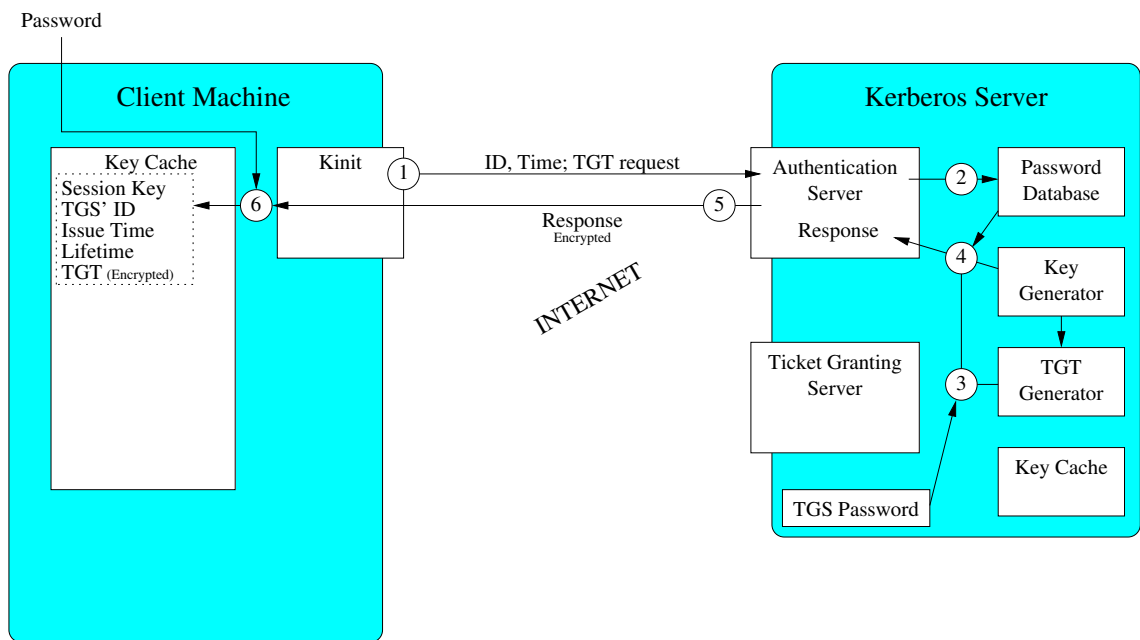 Password
Client Machine
Key Cache
Session Key
TGS' ID
Issue Time
Lifetime
TGT (Encrypted)
6
Kinit
1
ID, Time; TGT request
5
Response
Encrypted
INTERNET
Kerberos Server
Authentication
Server
Response
2
Password
Database
4
Key
Generator
Ticket Granting
Server
3
TGT
Generator
Key Cache
TGS Password